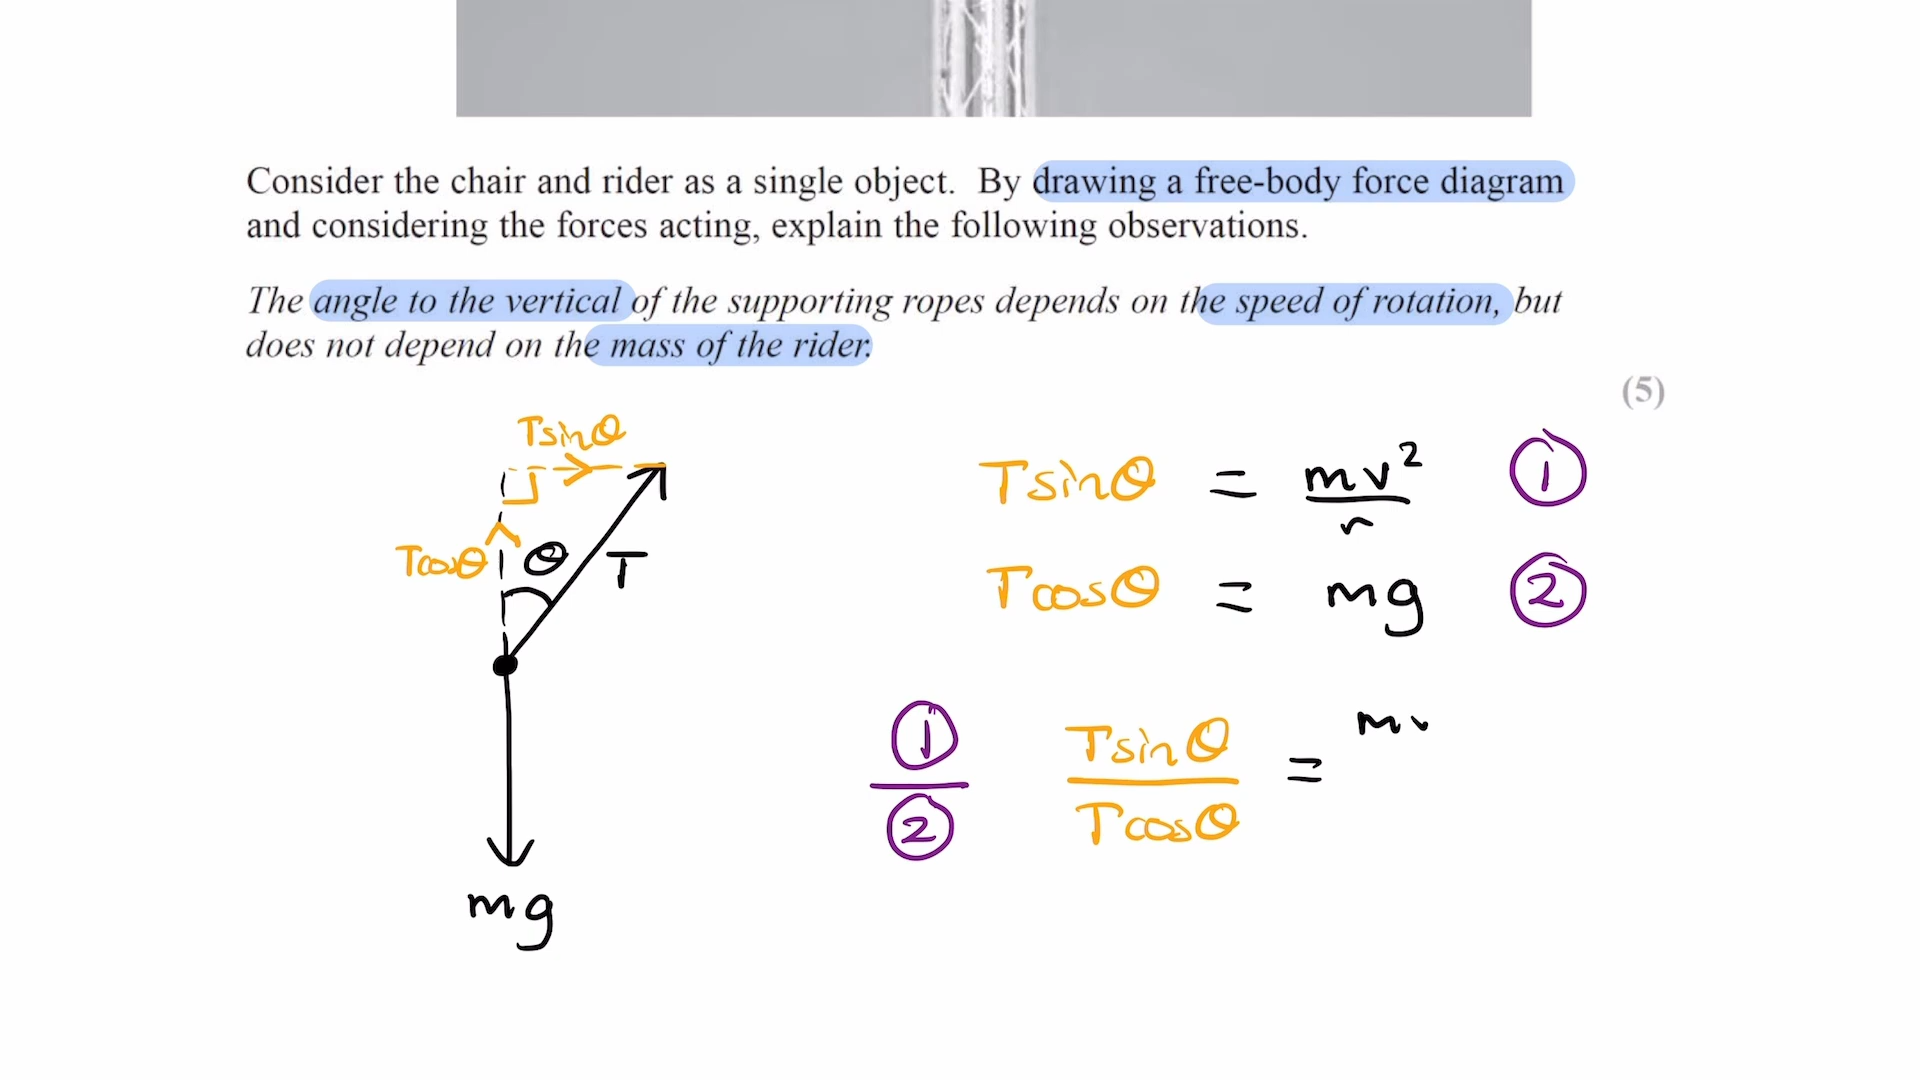 Consider the chair and rider as a single object. By drawing a free-body force diagram
and considering the forces acting, explain the following observations.
The angle to the vertical of the supporting ropes depends on the speed of rotation, but
does not depend on the mass of the rider.
(5)
Tsinθ
Tcosθ
θ
T
mg
Tsinθ = mv²/r ①
Tcosθ = mg ②
①/② Tsinθ/Tcosθ = mv